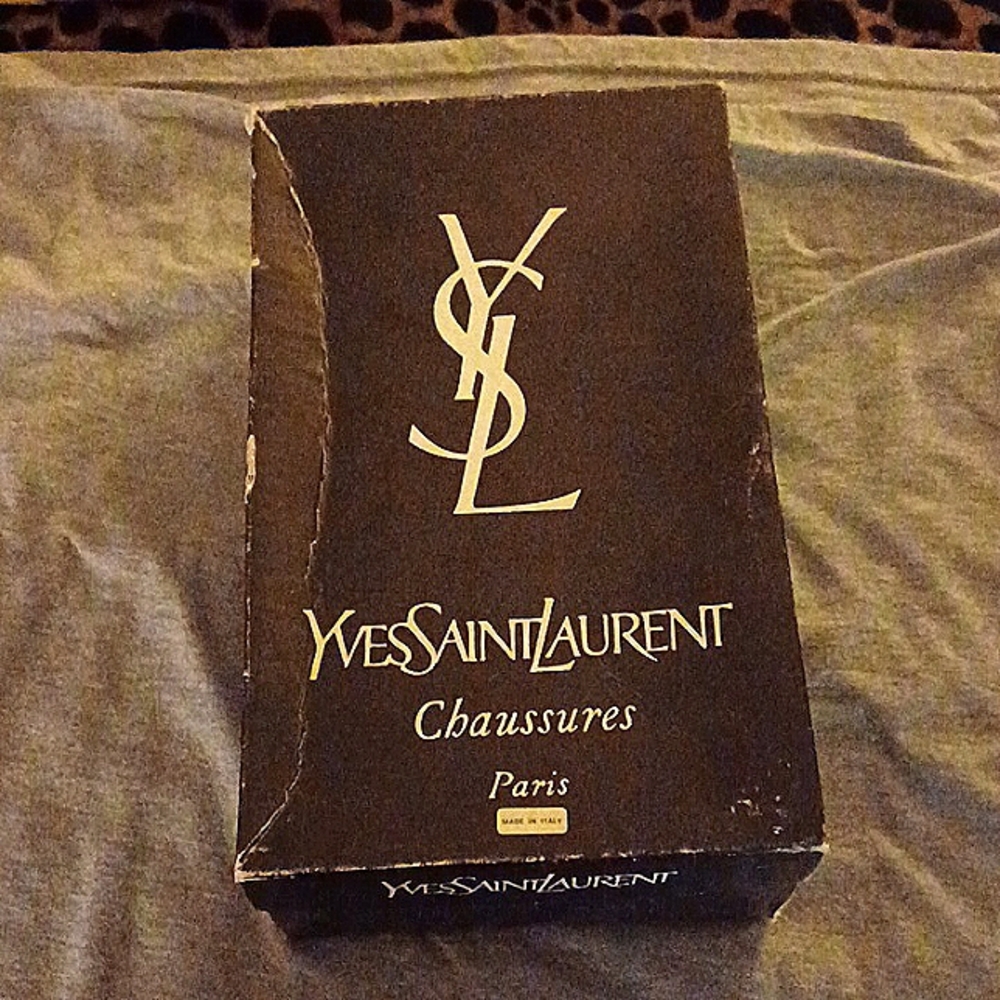 YSL
YVESSAINTLAURENT
Chaussures
Paris
MADE IN ITALY
YVESSAINTLAURENT